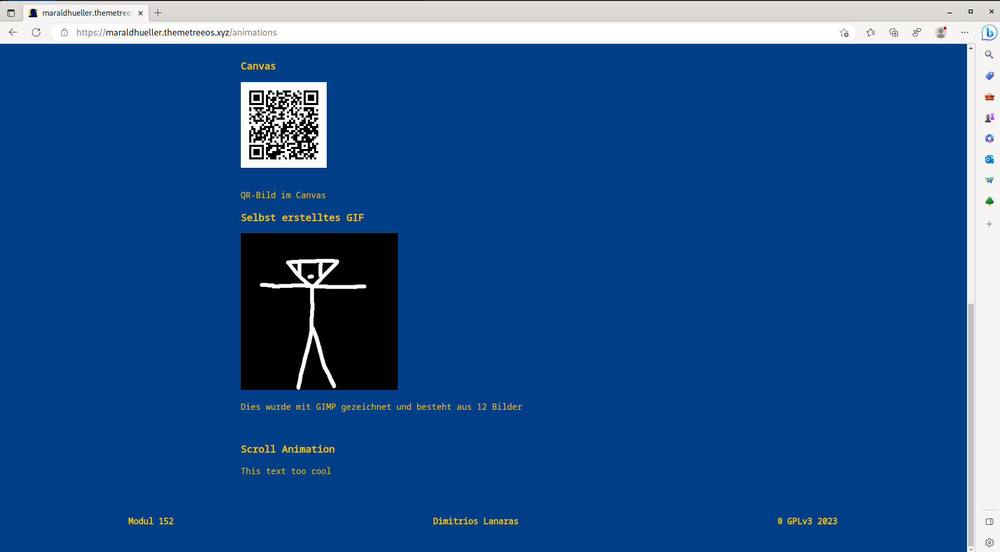 maraldhueller.themetreeo
https://maraldhueller.themetreeos.xyz/animations
Canvas
QR-Bild im Canvas
Selbst erstelltes GIF
Dies wurde mit GIMP gezeichnet und besteht aus 12 Bilder
Scroll Animation
This text too cool
Modul 152
Dimitrios Lanaras
GPLv3 2023